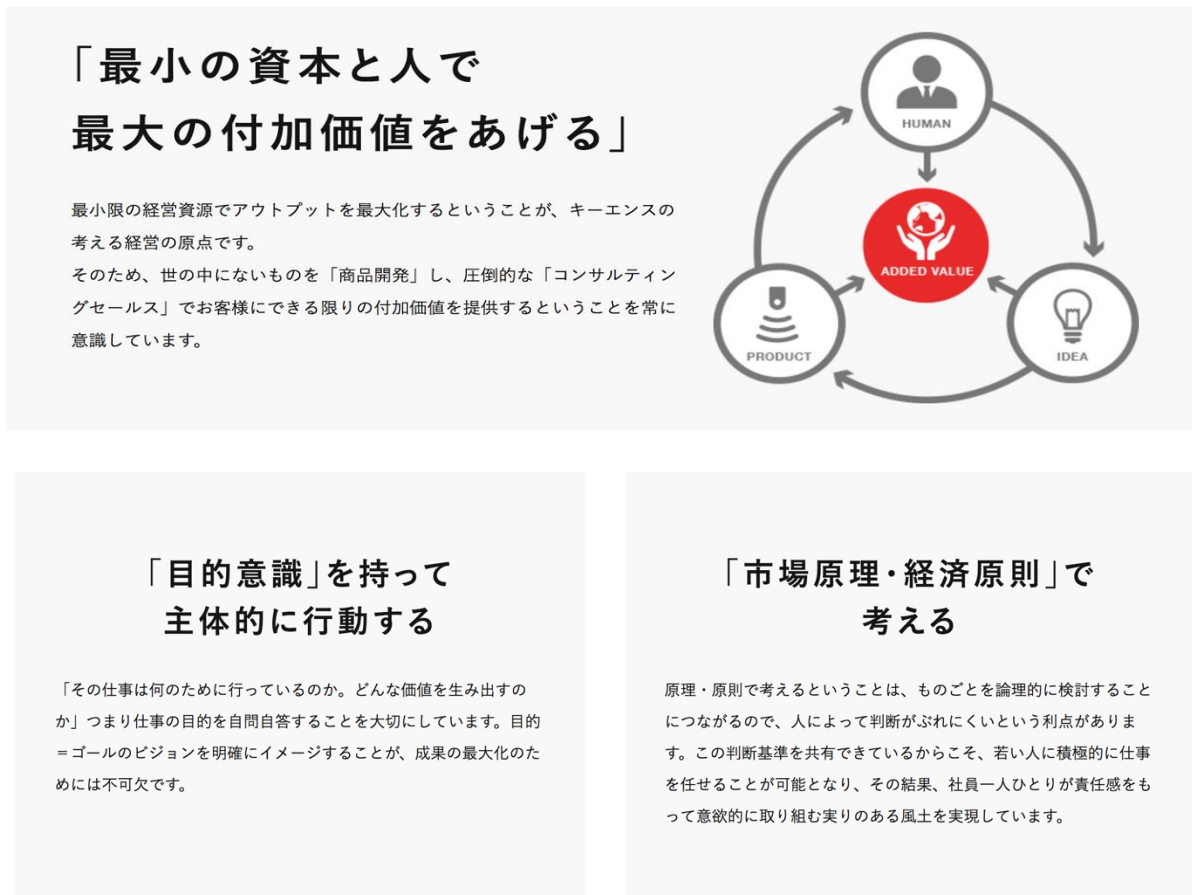 「最小の資本と人で
最大の付加価値をあげる」
最小限の経営資源でアウトプットを最大化するということが、キーエンスの
考える経営の原点です。
そのため、世の中にないものを「商品開発」し、圧倒的な「コンサルティン
グセールス」でお客様にできる限りの付加価値を提供するということを常に
意識しています。
HUMAN
ADDED VALUE
PRODUCT
IDEA
「目的意識」を持って
主体的に行動する
「その仕事は何のために行っているのか。どんな価値を生み出すの
か」つまり仕事の目的を自問自答することを大切にしています。目的
＝ゴールのビジョンを明確にイメージすることが、成果の最大化のた
めには不可欠です。
「市場原理・経済原則」で
考える
原理・原則で考えるということは、ものごとを論理的に検討すること
につながるので、人によって判断がぶれにくいという利点がありま
す。この判断基準を共有できているからこそ、若い人に積極的に仕事
を任せることが可能となり、その結果、社員一人ひとりが責任感をも
って意欲的に取り組む実りのある風土を実現しています。